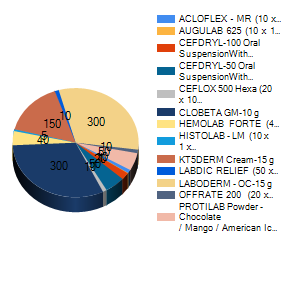 ACLOFLEX - MR (10 x...
AUGULAB 625 (10 x 1...
CEFDRYL-100 Oral
SuspensionWith...
CEFDRYL-50 Oral
SuspensionWith...
CEFLOX 500 Hexa (20
x 10...
CLOBETA GM-10 g
HEMOLAB FORTE (4...
HISTOLAB - LM (10 x
1 x...
KT5DERM Cream-15 g
LABDIC RELIEF (50 x...
LABODERM - OC-15 g
OFFRATE 200 (20 x...
PROTILAB Powder -
Chocolate
/ Mango / American Ic...
10
300
150
5
40
300
10
50